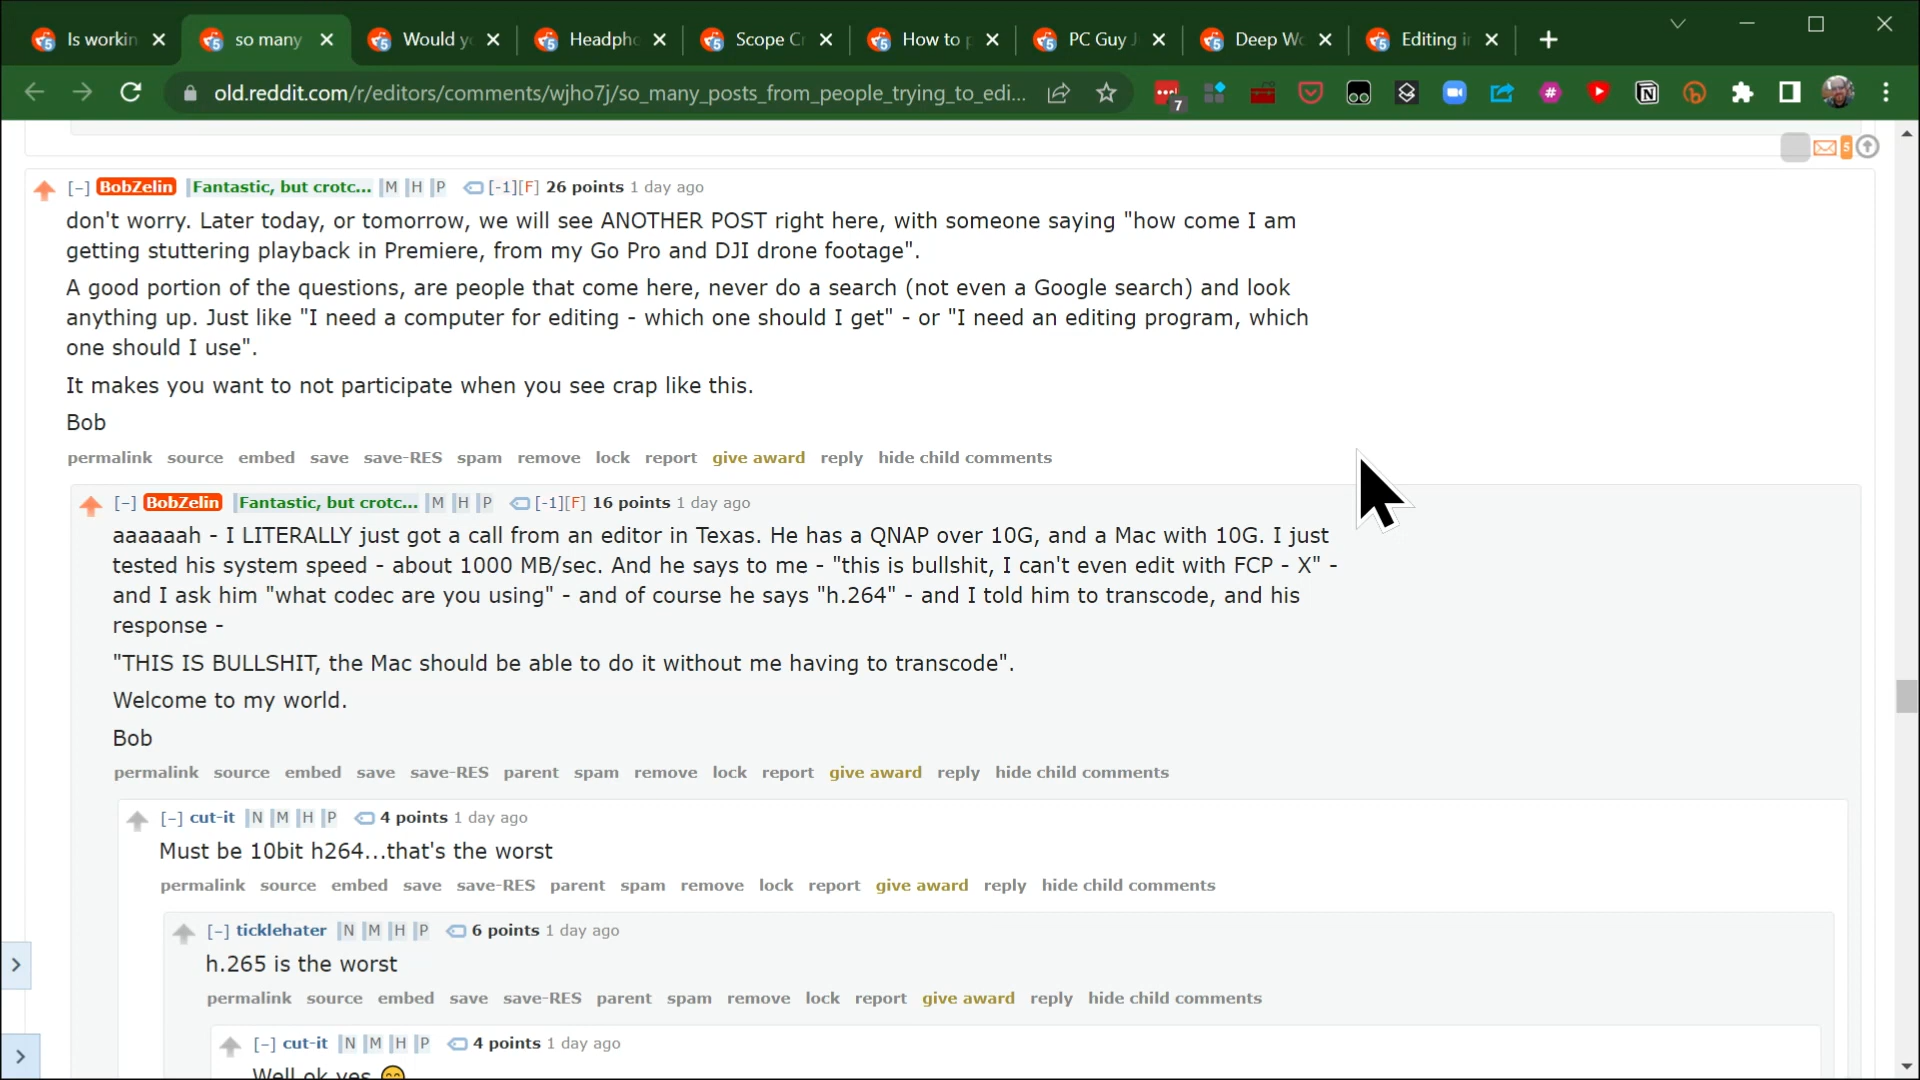 Is workin
so many
Would y
Headpho
Scope Cr
How to p
PC Guy J
Deep Wo
Editing in
old.reddit.com/r/editors/comments/wjho7j/so_many_posts_from_people_trying_to_edi...
7
5
[–] BobZelin Fantastic, but crotc... M H P [-1][F] 26 points 1 day ago
don't worry. Later today, or tomorrow, we will see ANOTHER POST right here, with someone saying "how come I am
getting stuttering playback in Premiere, from my Go Pro and DJI drone footage".
A good portion of the questions, are people that come here, never do a search (not even a Google search) and look
anything up. Just like "I need a computer for editing - which one should I get" - or "I need an editing program, which
one should I use".
It makes you want to not participate when you see crap like this.
Bob
permalink source embed save save-RES spam remove lock report give award reply hide child comments
[–] BobZelin Fantastic, but crotc... M H P [-1][F] 16 points 1 day ago
aaaaaah - I LITERALLY just got a call from an editor in Texas. He has a QNAP over 10G, and a Mac with 10G. I just
tested his system speed - about 1000 MB/sec. And he says to me - "this is bullshit, I can't even edit with FCP - X" -
and I ask him "what codec are you using" - and of course he says "h.264" - and I told him to transcode, and his
response -
"THIS IS BULLSHIT, the Mac should be able to do it without me having to transcode".
Welcome to my world.
Bob
permalink source embed save save-RES parent spam remove lock report give award reply hide child comments
[–] cut-it N M H P 4 points 1 day ago
Must be 10bit h264...that's the worst
permalink source embed save save-RES parent spam remove lock report give award reply hide child comments
[–] ticklehater N M H P 6 points 1 day ago
h.265 is the worst
permalink source embed save save-RES parent spam remove lock report give award reply hide child comments
[–] cut-it N M H P 4 points 1 day ago
Well ok yes 😁